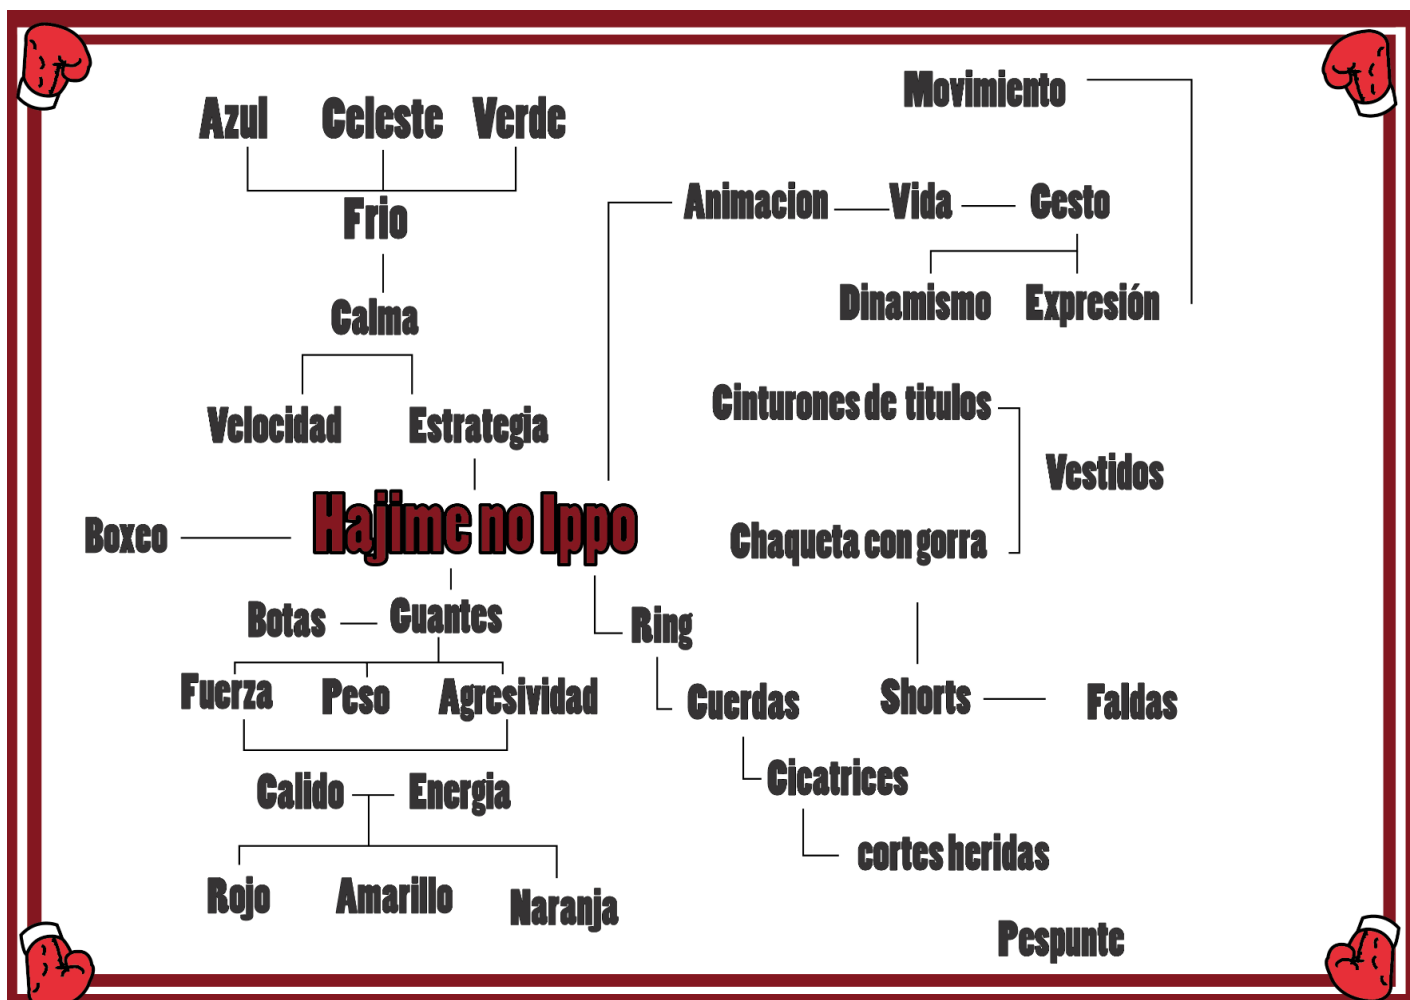 Movimiento
Azul Celeste Verde
Animacion Vida Gesto
Frio
Dinamismo Expresión
Calma
Cinturones de titulos
Velocidad Estrategia
Vestidos
Hajime no Ippo
Boxeo
Chaqueta con gorra
Botas Guantes
Ring
Fuerza Peso Agresividad
Cuerdas
Shorts Faldas
Calido Energia
Cicatrices
cortes heridas
Rojo Amarillo Naranja
Pespunte